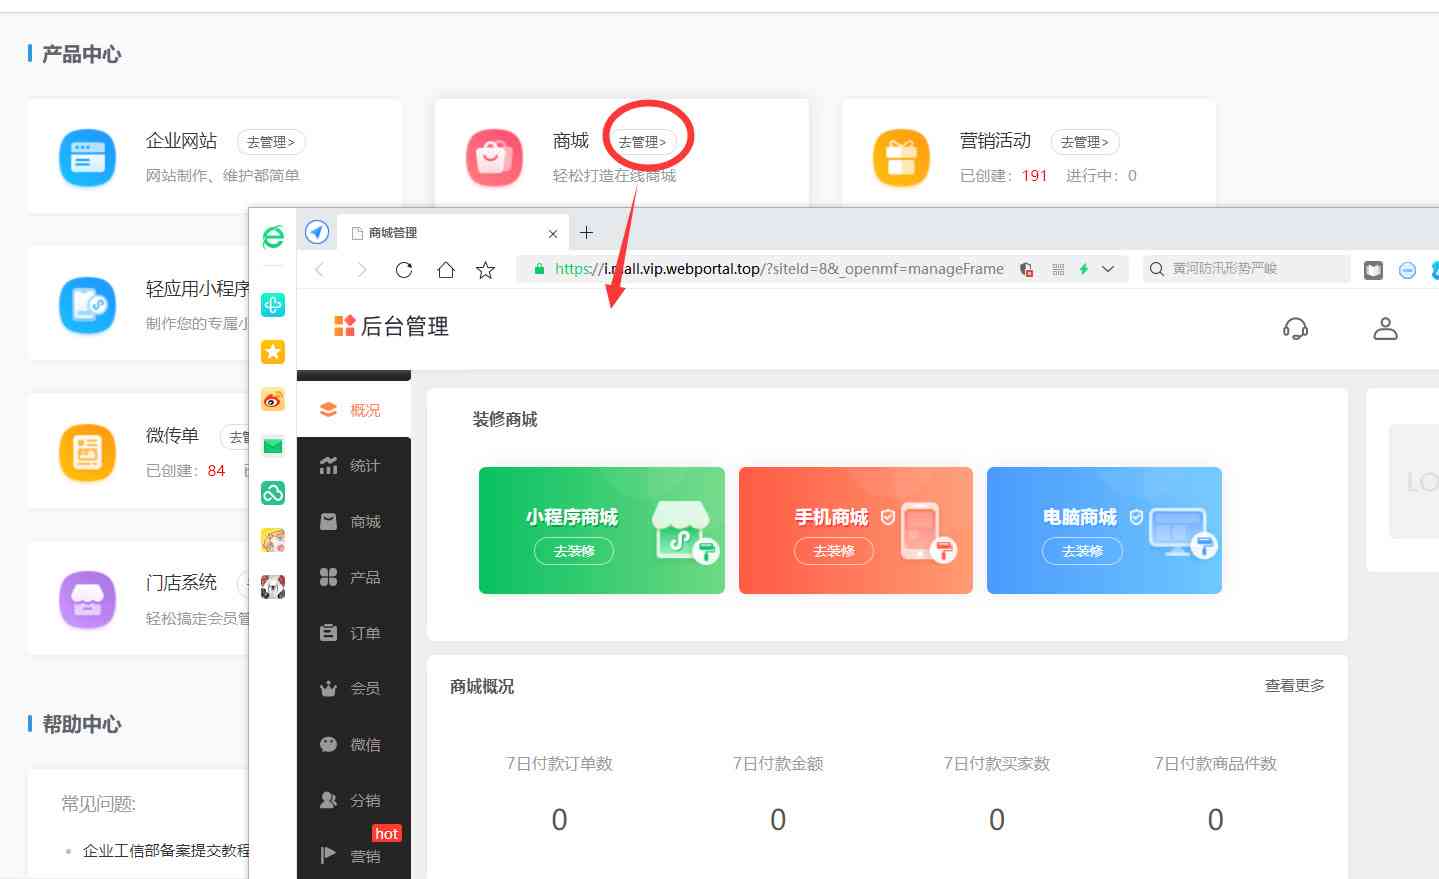 产品中心
企业网站 去管理>
网站制作、维护都简单
商城 去管理>
轻松打造在线商城
营销活动 去管理>
已创建: 191 进行中: 0
轻应用小程序
制作您的专属小
微传单
已创建: 84
门店系统
轻松搞定会员管
帮助中心
常见问题:
企业工信部备案提交教程
商城管理
https://i.mall.vip.webportal.top/?siteId=8&_openmf=manageFrame
黄河防汛形势严峻
后台管理
概况
统计
商城
产品
订单
会员
微信
分销
hot
营销
装修商城
小程序商城
去装修
手机商城
去装修
电脑商城
去装修
LO
商城概况
查看更多
7日付款订单数 7日付款金额 7日付款买家数 7日付款商品件数
0 0 0 0